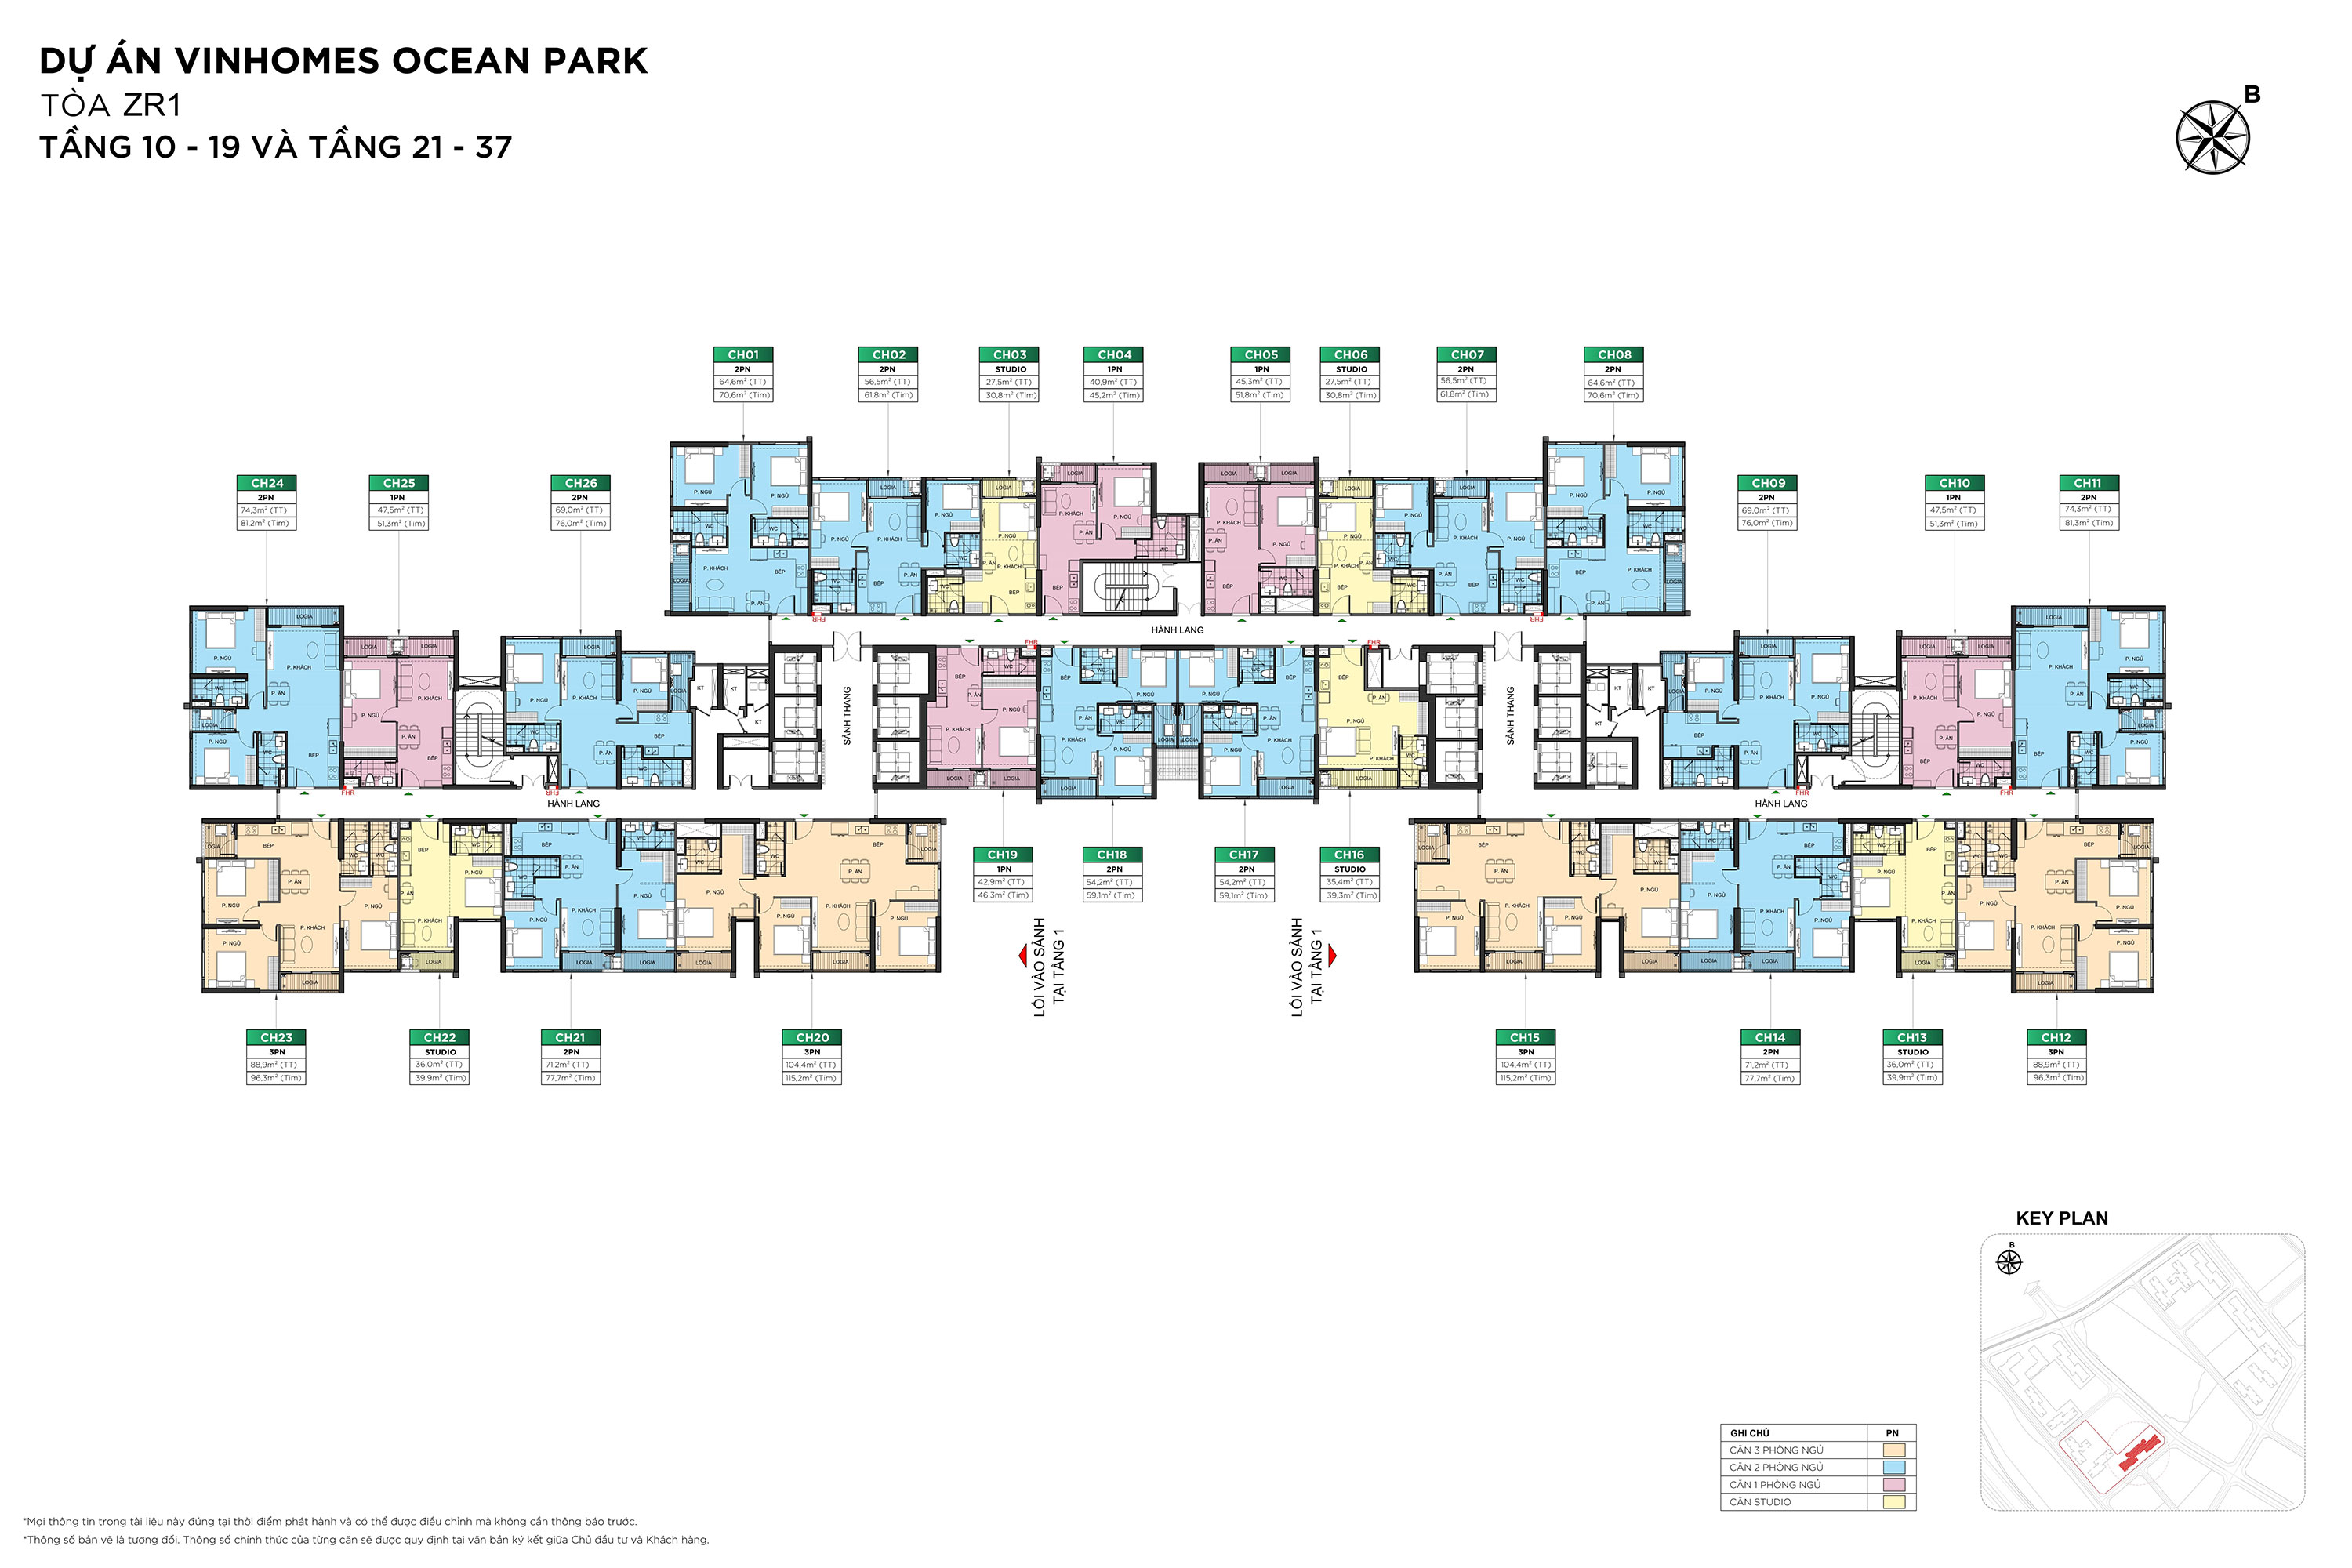 DỰ ÁN VINHOMES OCEAN PARK
TÒA ZR1
TẦNG 10 - 19 VÀ TẦNG 21 - 37
B
CH01
2PN
64,6m² (TT)
70,6m² (Tim)
CH02
2PN
56,5m² (TT)
61,8m² (Tim)
CH03
STUDIO
27,5m² (TT)
30,8m² (Tim)
CH04
1PN
40,9m² (TT)
45,2m² (Tim)
CH05
1PN
45,3m² (TT)
51,8m² (Tim)
CH06
STUDIO
27,5m² (TT)
30,8m² (Tim)
CH07
2PN
56,5m² (TT)
61,8m² (Tim)
CH08
2PN
64,6m² (TT)
70,6m² (Tim)
CH24
2PN
74,3m² (TT)
81,2m² (Tim)
CH25
1PN
47,5m² (TT)
51,3m² (Tim)
CH26
2PN
69,0m² (TT)
76,0m² (Tim)
CH09
2PN
69,0m² (TT)
76,0m² (Tim)
CH10
1PN
47,5m² (TT)
51,3m² (Tim)
CH11
2PN
74,3m² (TT)
81,3m² (Tim)
P. NGỦ
P. KHÁCH
P. ĂN
BẾP
WC
LOGIA
KT
FHR
HÀNH LANG
SẢNH THANG
SẢNH THANG
HÀNH LANG
HÀNH LANG
CH19
1PN
42,9m² (TT)
46,3m² (Tim)
CH18
2PN
54,2m² (TT)
59,1m² (Tim)
CH17
2PN
54,2m² (TT)
59,1m² (Tim)
CH16
STUDIO
35,4m² (TT)
39,3m² (Tim)
LỐI VÀO SẢNH
TẠI TẦNG 1
LỐI VÀO SẢNH
TẠI TẦNG 1
CH23
3PN
88,9m² (TT)
96,3m² (Tim)
CH22
STUDIO
36,0m² (TT)
39,9m² (Tim)
CH21
2PN
71,2m² (TT)
77,7m² (Tim)
CH20
3PN
104,4m² (TT)
115,2m² (Tim)
CH15
3PN
104,4m² (TT)
115,2m² (Tim)
CH14
2PN
71,2m² (TT)
77,7m² (Tim)
CH13
STUDIO
36,0m² (TT)
39,9m² (Tim)
CH12
3PN
88,9m² (TT)
96,3m² (Tim)
KEY PLAN
B
GHI CHÚ PN
CĂN 3 PHÒNG NGỦ
CĂN 2 PHÒNG NGỦ
CĂN 1 PHÒNG NGỦ
CĂN STUDIO
*Mọi thông tin trong tài liệu này đúng tại thời điểm phát hành và có thể được điều chỉnh mà không cần thông báo trước.
*Thông số bản vẽ là tương đối. Thông số chính thức của từng căn sẽ được quy định tại văn bản ký kết giữa Chủ đầu tư và Khách hàng.